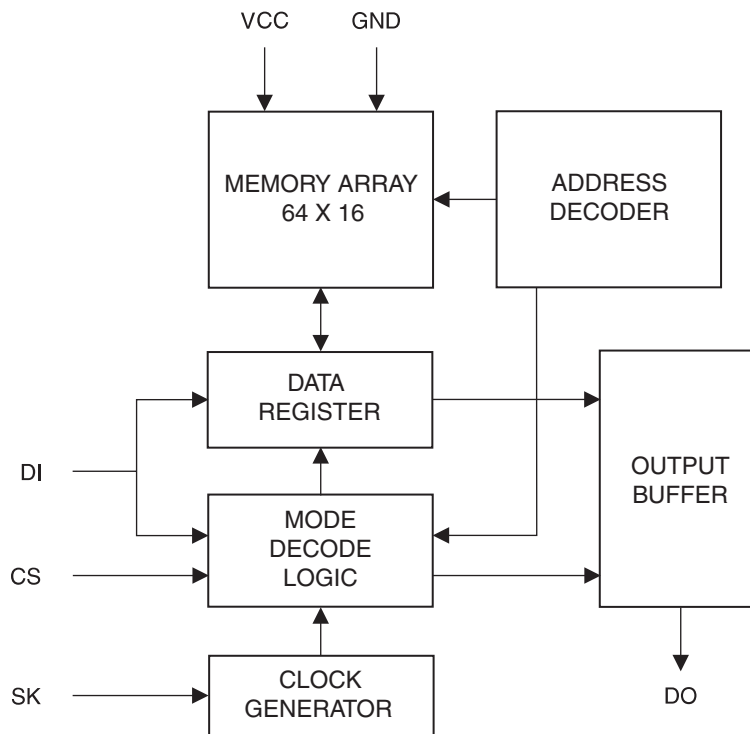 VCC
GND
MEMORY ARRAY
64 X 16
ADDRESS
DECODER
DATA
REGISTER
OUTPUT
BUFFER
DI
MODE
DECODE
LOGIC
CS
CLOCK
GENERATOR
SK
DO